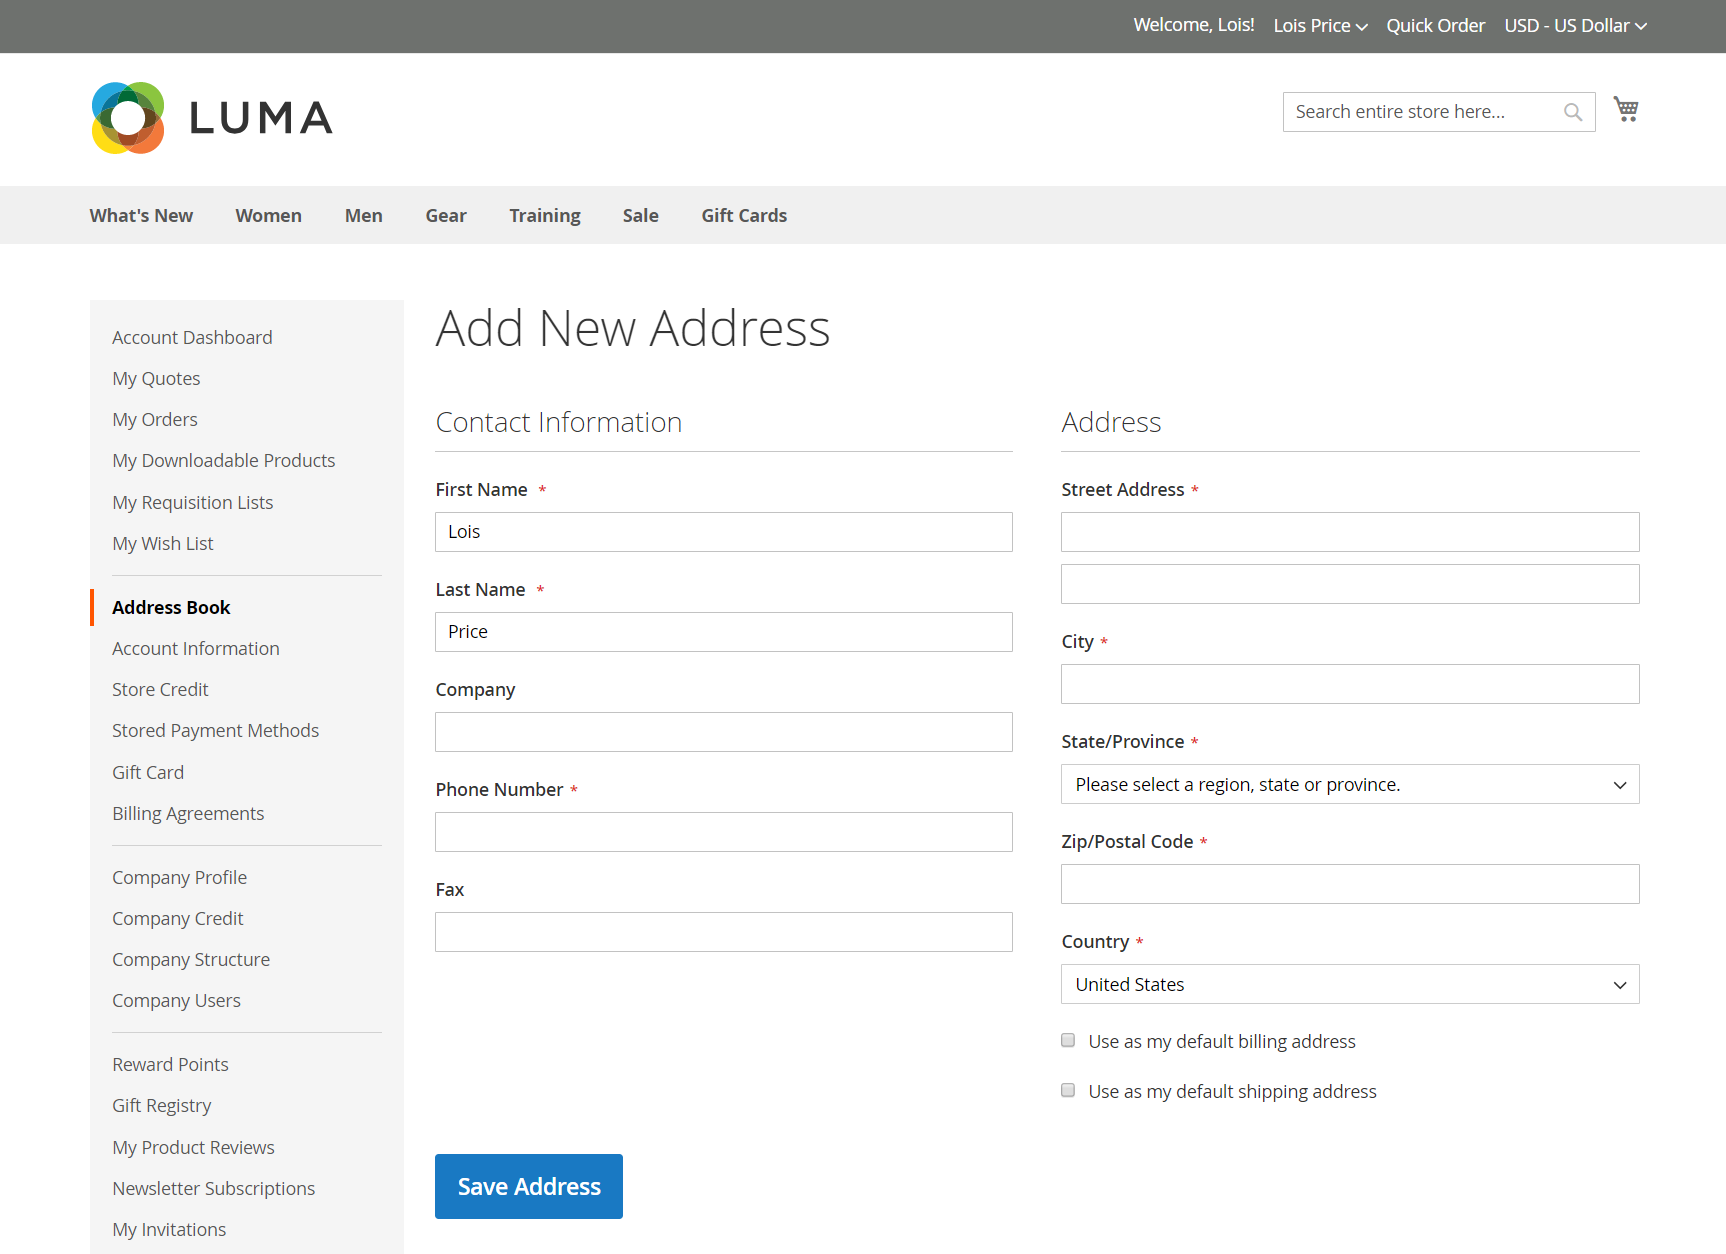 Welcome, Lois! Lois Price Quick Order USD - US Dollar
LUMA
Search entire store here...
What's New Women Men Gear Training Sale Gift Cards
Account Dashboard
My Quotes
My Orders
My Downloadable Products
My Requisition Lists
My Wish List
Address Book
Account Information
Store Credit
Stored Payment Methods
Gift Card
Billing Agreements
Company Profile
Company Credit
Company Structure
Company Users
Reward Points
Gift Registry
My Product Reviews
Newsletter Subscriptions
My Invitations
Add New Address
Contact Information
First Name *
Lois
Last Name *
Price
Company
Phone Number *
Fax
Address
Street Address *
City *
State/Province *
Please select a region, state or province.
Zip/Postal Code *
Country *
United States
Use as my default billing address
Use as my default shipping address
Save Address